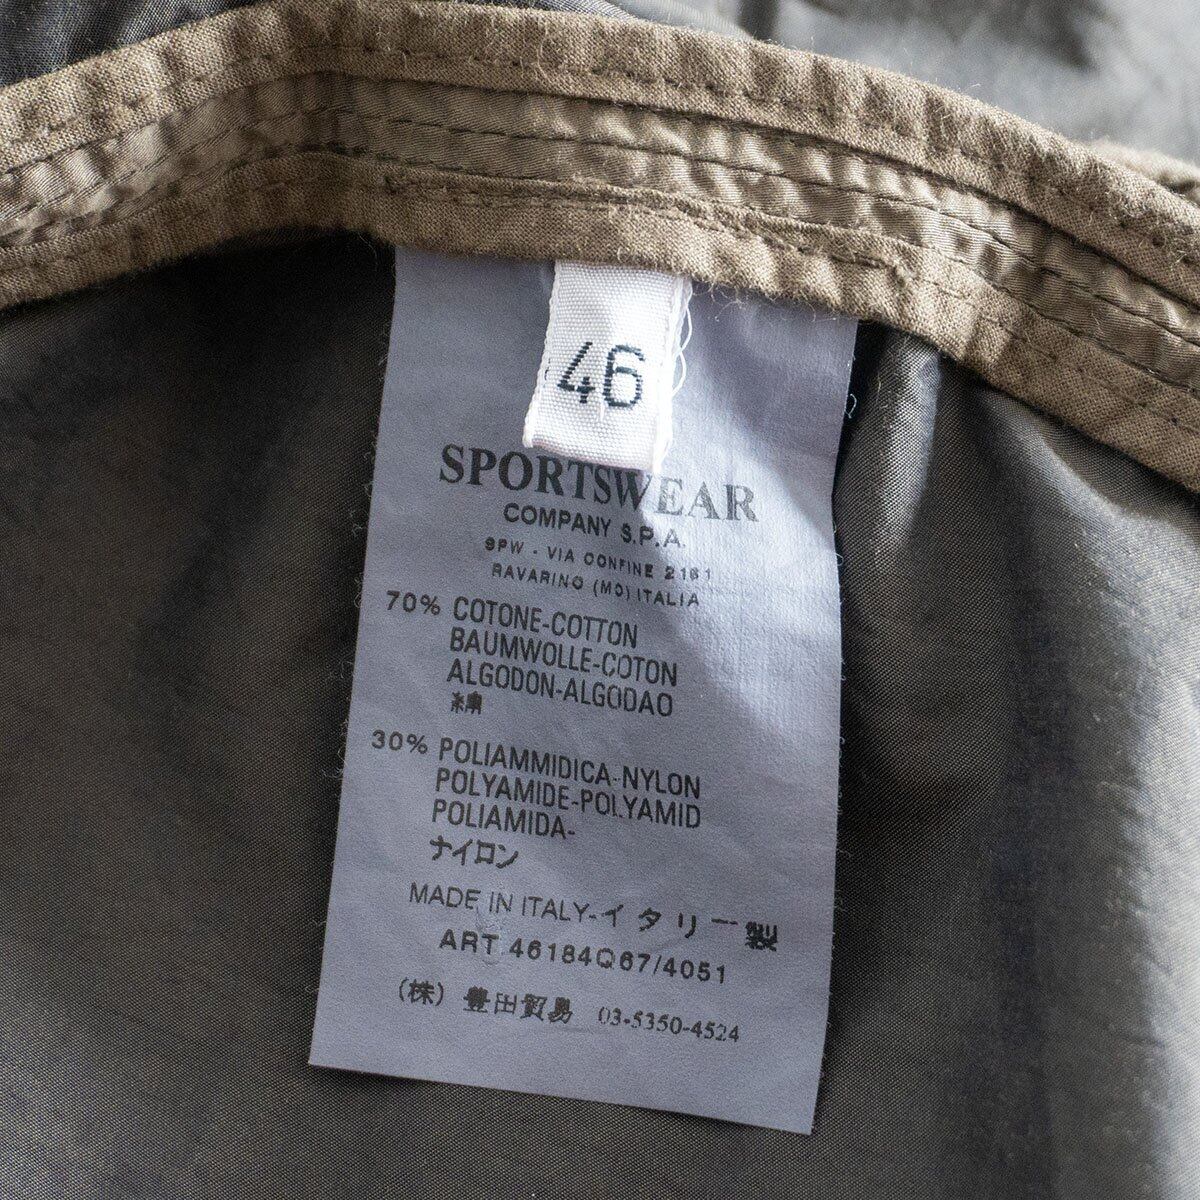 46
SPORTSWEAR
COMPANY S.P.A.
SPW - VIA CONFINE 2161
RAVARINO (MO) ITALIA
70% COTONE-COTTON
BAUMWOLLE-COTON
ALGODON-ALGODAO
綿
30% POLIAMMIDICA-NYLON
POLYAMIDE-POLYAMID
POLIAMIDA-
ナイロン
MADE IN ITALY-イタリー製
ART 46184Q67/4051
(株) 豊田貿易 03-5350-4524